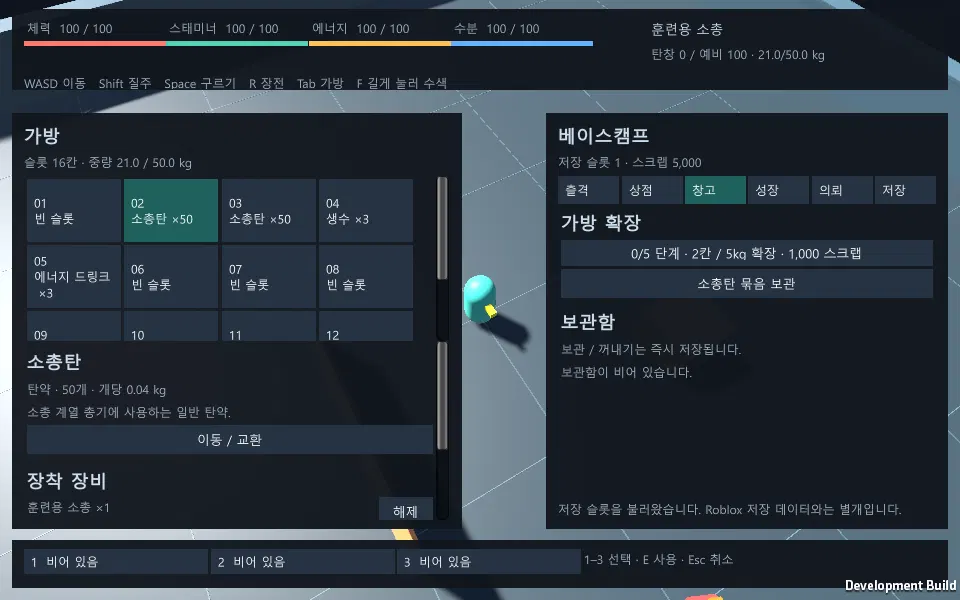 체력 100 / 100 스태미너 100 / 100 에너지 100 / 100 수분 100 / 100
훈련용 소총
탄창 0 / 예비 100 · 21.0/50.0 kg
WASD 이동 Shift 질주 Space 구르기 R 장전 Tab 가방 F 길게 눌러 수색
가방
슬롯 16칸 · 중량 21.0 / 50.0 kg
01
빈 슬롯
02
소총탄 ×50
03
소총탄 ×50
04
생수 ×3
05
에너지 드링크
×3
06
빈 슬롯
07
빈 슬롯
08
빈 슬롯
09
10
11
12
소총탄
탄약 · 50개 · 개당 0.04 kg
소총 계열 총기에 사용하는 일반 탄약.
이동 / 교환
장착 장비
훈련용 소총 ×1
해제
베이스캠프
저장 슬롯 1 · 스크랩 5,000
출격 상점 창고 성장 의뢰 저장
가방 확장
0/5 단계 · 2칸 / 5kg 확장 · 1,000 스크랩
소총탄 묶음 보관
보관함
보관 / 꺼내기는 즉시 저장됩니다.
보관함이 비어 있습니다.
저장 슬롯을 불러왔습니다. Roblox 저장 데이터와는 별개입니다.
1 비어 있음
2 비어 있음
3 비어 있음
1–3 선택 · E 사용 · Esc 취소
Development Build